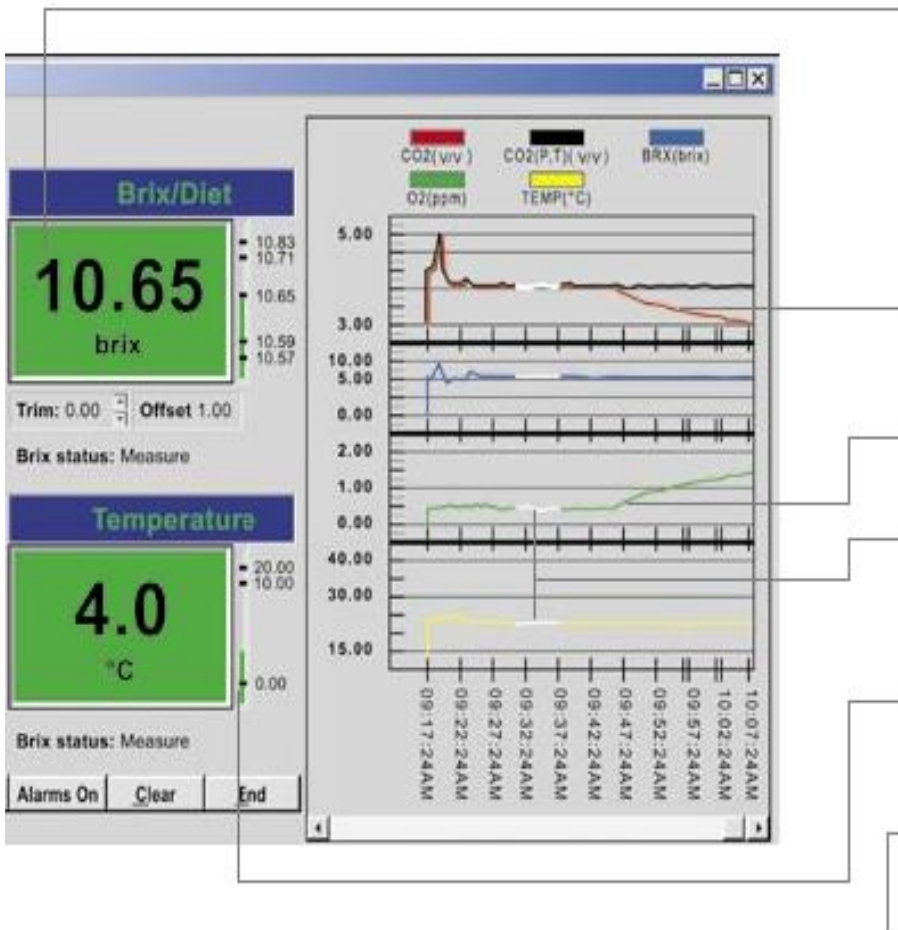 CO2(v/v) CO2(P,T)(v/v) BRX(brix)
O2(ppm) TEMP(°C)
Brix/Diet
10.65
brix
10.83
10.71
10.65
10.59
10.57
Trim: 0.00 Offset 1.00
Brix status: Measure
Temperature
4.0
°C
20.00
10.00
0.00
Brix status: Measure
Alarms On Clear End
5.00
3.00
10.00
5.00
0.00
2.00
1.00
0.00
40.00
30.00
15.00
09:17:24AM
09:22:24AM
09:27:24AM
09:32:24AM
09:37:24AM
09:42:24AM
09:47:24AM
09:52:24AM
09:57:24AM
10:02:24AM
10:07:24AM